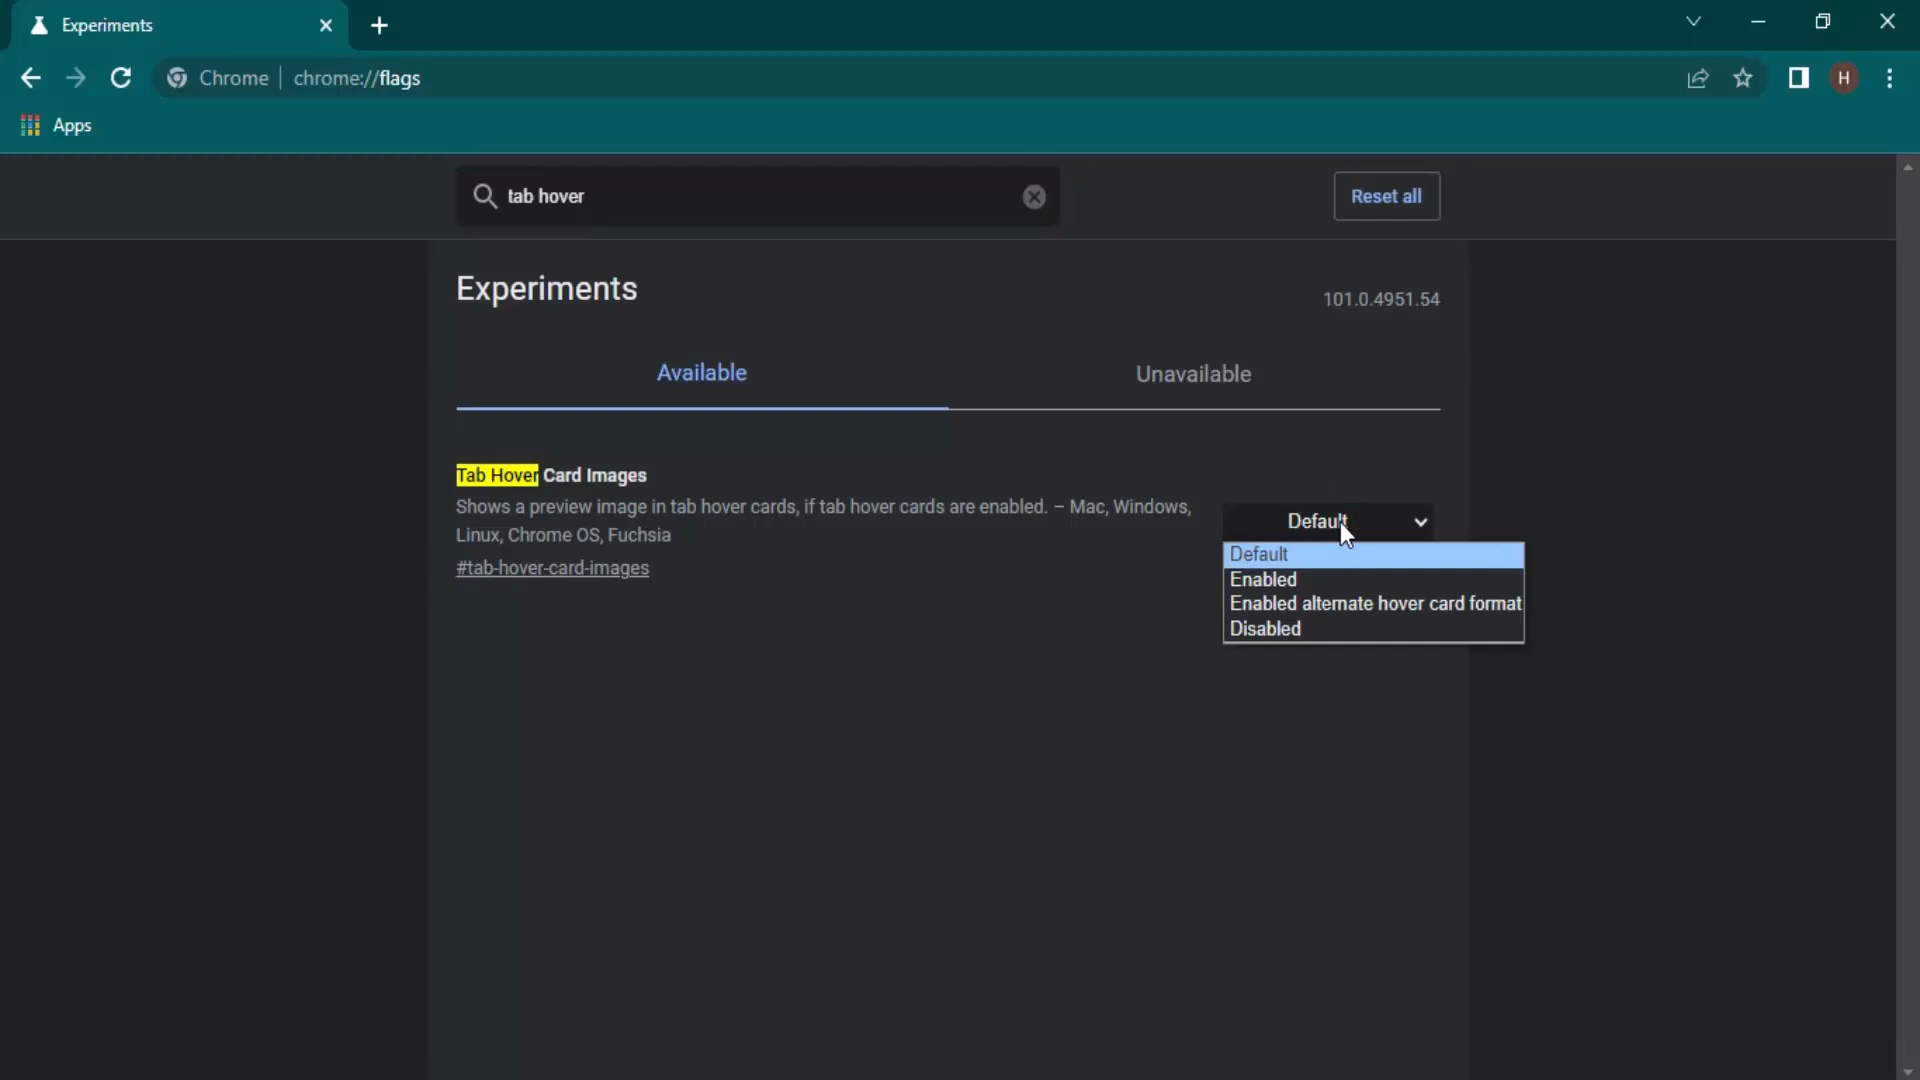 Experiments
Chrome | chrome://flags
H
Apps
tab hover
Reset all
Experiments
101.0.4951.54
Available
Unavailable
Tab Hover Card Images
Shows a preview image in tab hover cards, if tab hover cards are enabled. – Mac, Windows,
Linux, Chrome OS, Fuchsia
#tab-hover-card-images
Default
Default
Enabled
Enabled alternate hover card format
Disabled